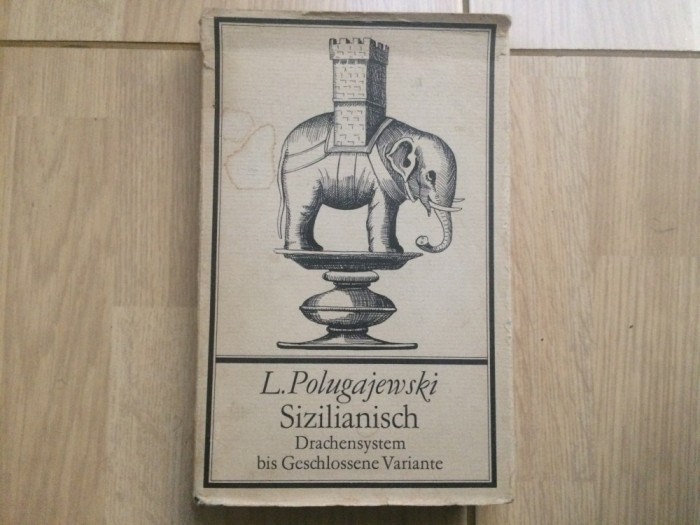 L. Polugajewski
Sizilianisch
Drachensystem
bis Geschlossene Variante